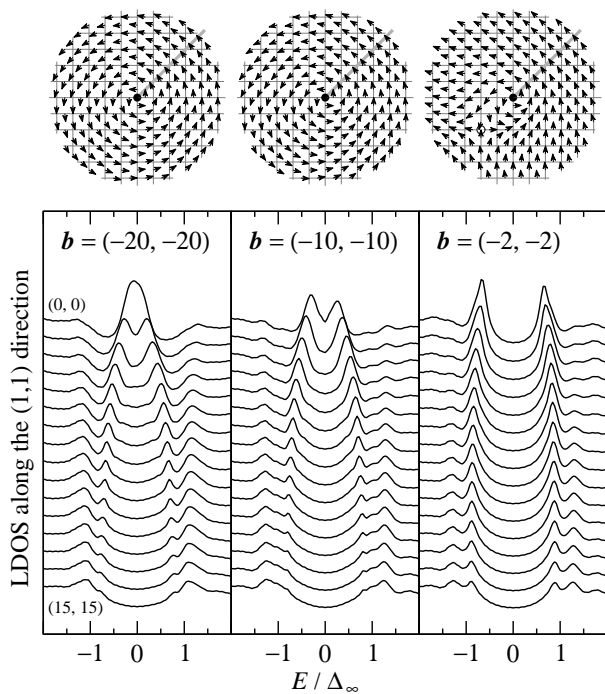 b = (−20, −20)
b = (−10, −10)
b = (−2, −2)
(0, 0)
(15, 15)
LDOS along the (1,1) direction
−1 0 1
−1 0 1
−1 0 1
E / Δ∞